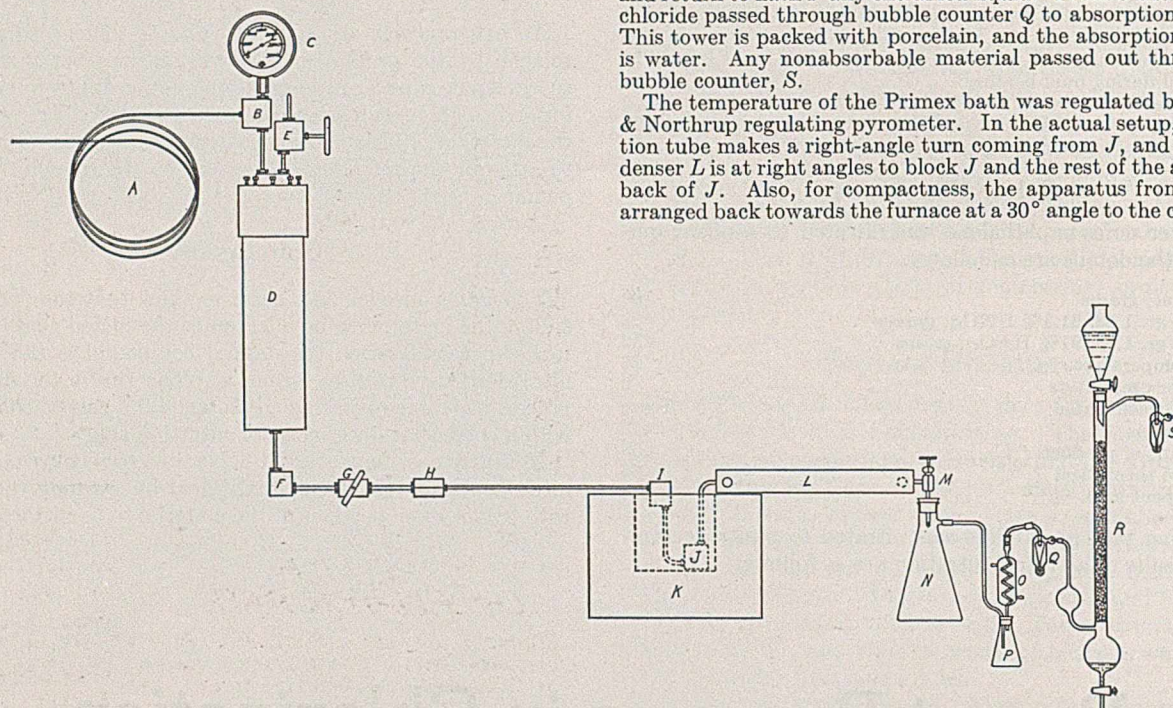 chloride passed through bubble counter Q to absorption
This tower is packed with porcelain, and the absorption
is water. Any nonabsorbable material passed out
bubble counter, S.
The temperature of the Primex bath was regulated
& Northrup regulating pyrometer. In the actual setup
tion tube makes a right-angle turn coming from J, and
denser L is at right angles to block J and the rest of the
back of J. Also, for compactness, the apparatus
arranged back towards the furnace at a 30° angle to the
C
B
E
A
D
F
G
H
I
L
M
J
K
N
O
P
Q
R
S